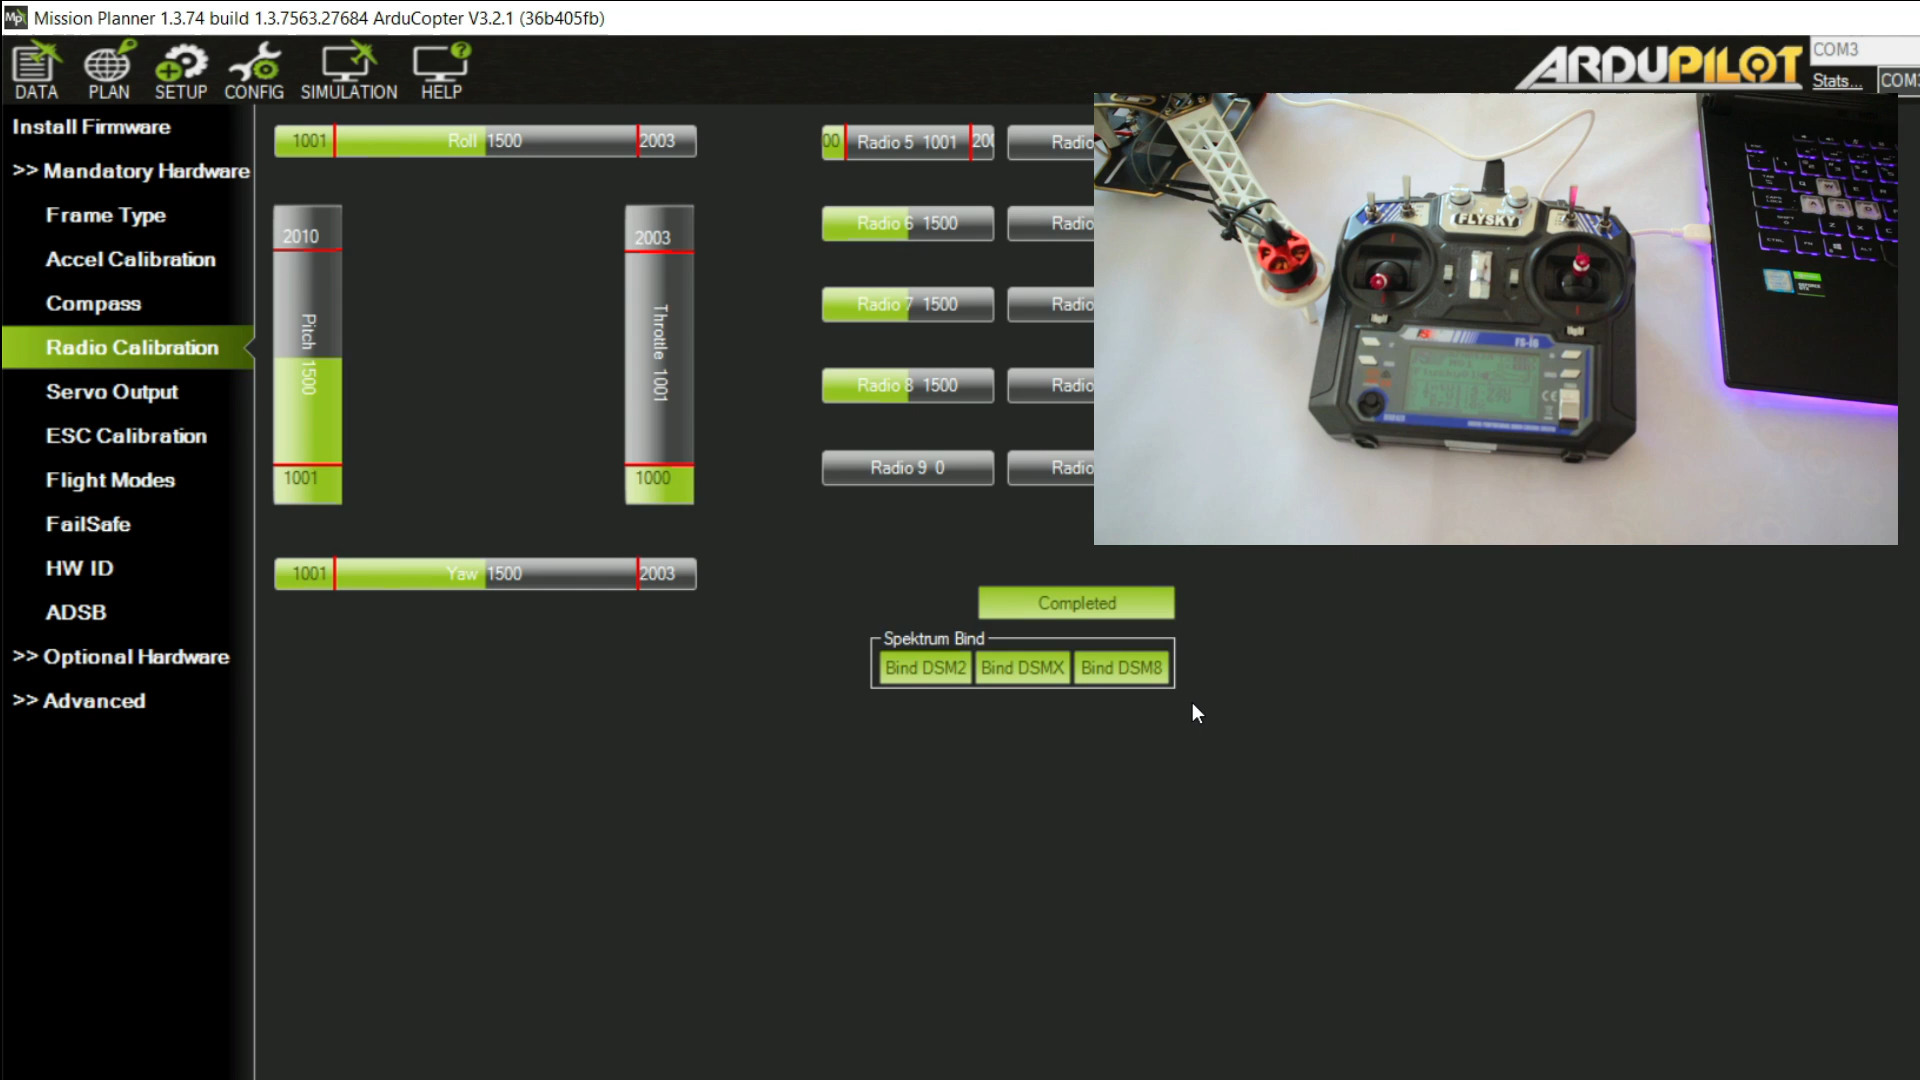 Mission Planner 1.3.74 build 1.3.7563.27684 ArduCopter V3.2.1 (36b405fb)
DATA PLAN SETUP CONFIG SIMULATION HELP
ARDUPILOT
COM3
Stats...
Install Firmware
>> Mandatory Hardware
Frame Type
Accel Calibration
Compass
Radio Calibration
Servo Output
ESC Calibration
Flight Modes
FailSafe
HW ID
ADSB
>> Optional Hardware
>> Advanced
1001 Roll 1500 2003
2010
Pitch 1500
1001
2003
Throttle 1001
1000
1001 Yaw 1500 2003
Radio 5 1001
Radio 6 1500
Radio 7 1500
Radio 8 1500
Radio 9 0
Radio
Radio
Radio
Radio
Radio
FLYSKY
FS-i6
Completed
Spektrum Bind
Bind DSM2 Bind DSMX Bind DSM8